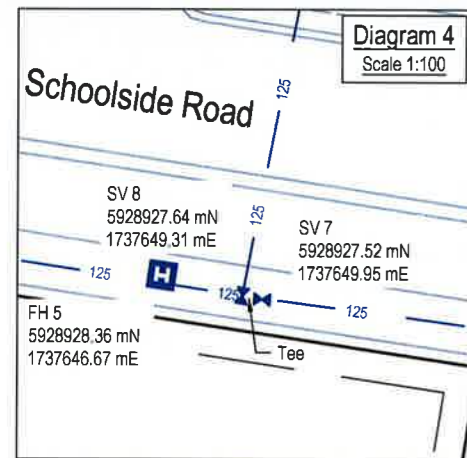 Diagram 4
Scale 1:100
125
Schoolside Road
125
SV 8
5928927.64 mN
1737649.31 mE
SV 7
5928927.52 mN
1737649.95 mE
125
H
125
125
FH 5
5928928.36 mN
1737646.67 mE
Tee